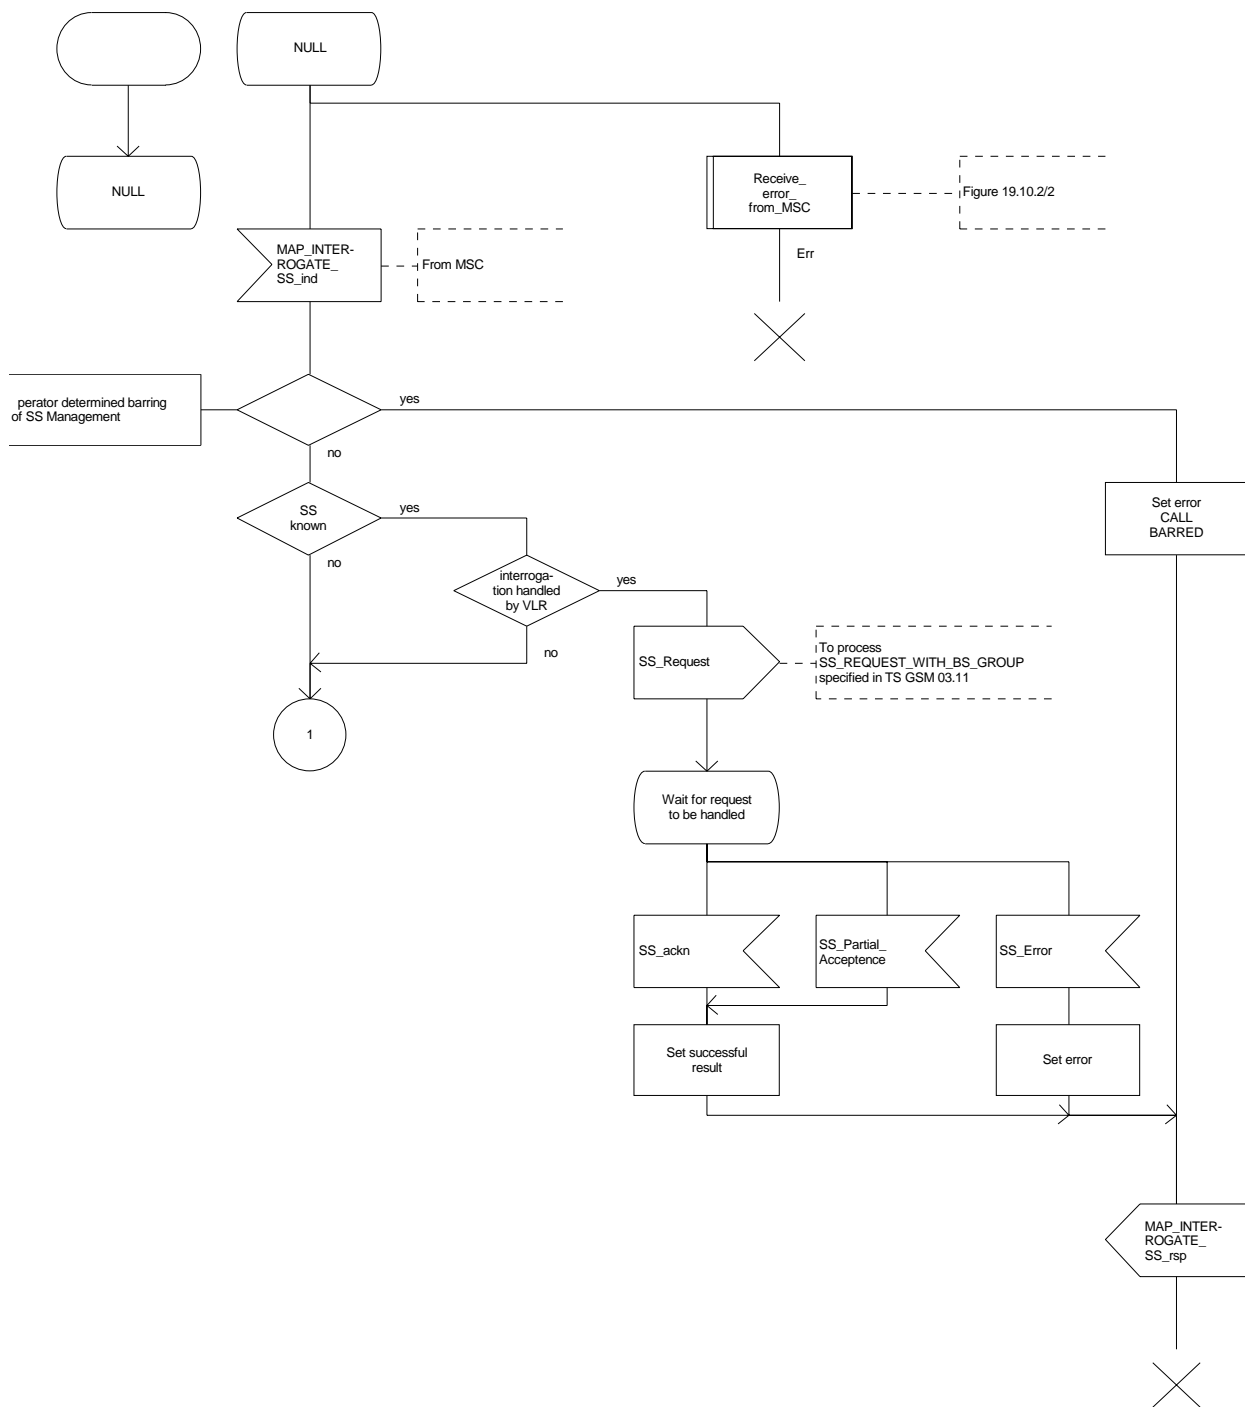 NULL
NULL
Receive_
error_
from_MSC
Figure 19.10.2/2
MAP_INTER-
ROGATE_
SS_ind
From MSC
Err
perator determined barring
of SS Management
yes
no
SS
known
yes
no
Set error
CALL
BARRED
interroga-
tion handled
by VLR
yes
no
SS_Request
To process
SS_REQUEST_WITH_BS_GROUP
specified in TS GSM 03.11
1
Wait for request
to be handled
SS_ackn
SS_Partial_
Acceptence
SS_Error
Set successful
result
Set error
MAP_INTER-
ROGATE_
SS_rsp